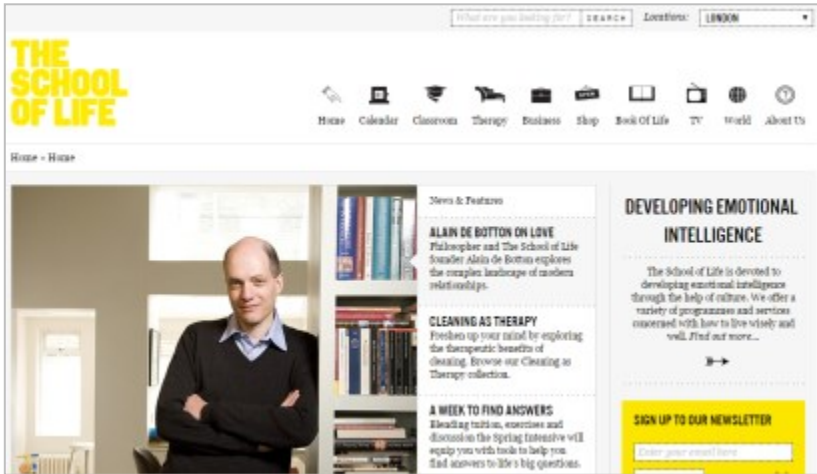 What are you looking for? SEARCH Locations: LONDON
THE
SCHOOL
OF LIFE
Home Calendar Classroom Therapy Business Shop Book Of Life TV World About Us
Home » Home
News & Features
ALAIN DE BOTTON ON LOVE
Philosopher and The School of Life
founder Alain de Botton explores
the complex landscape of modern
relationships.
CLEANING AS THERAPY
Freshen up your mind by exploring
the therapeutic benefits of
cleaning. Browse our Cleaning as
Therapy collection.
A WEEK TO FIND ANSWERS
Blending tuition, exercises and
discussion the Spring Intensive will
equip you with tools to help you
find answers to life's big questions.
DEVELOPING EMOTIONAL
INTELLIGENCE
The School of Life is devoted to
developing emotional intelligence
through the help of culture. We offer a
variety of programmes and services
concerned with how to live wisely and
well. Find out more...
SIGN UP TO OUR NEWSLETTER
Enter your email here